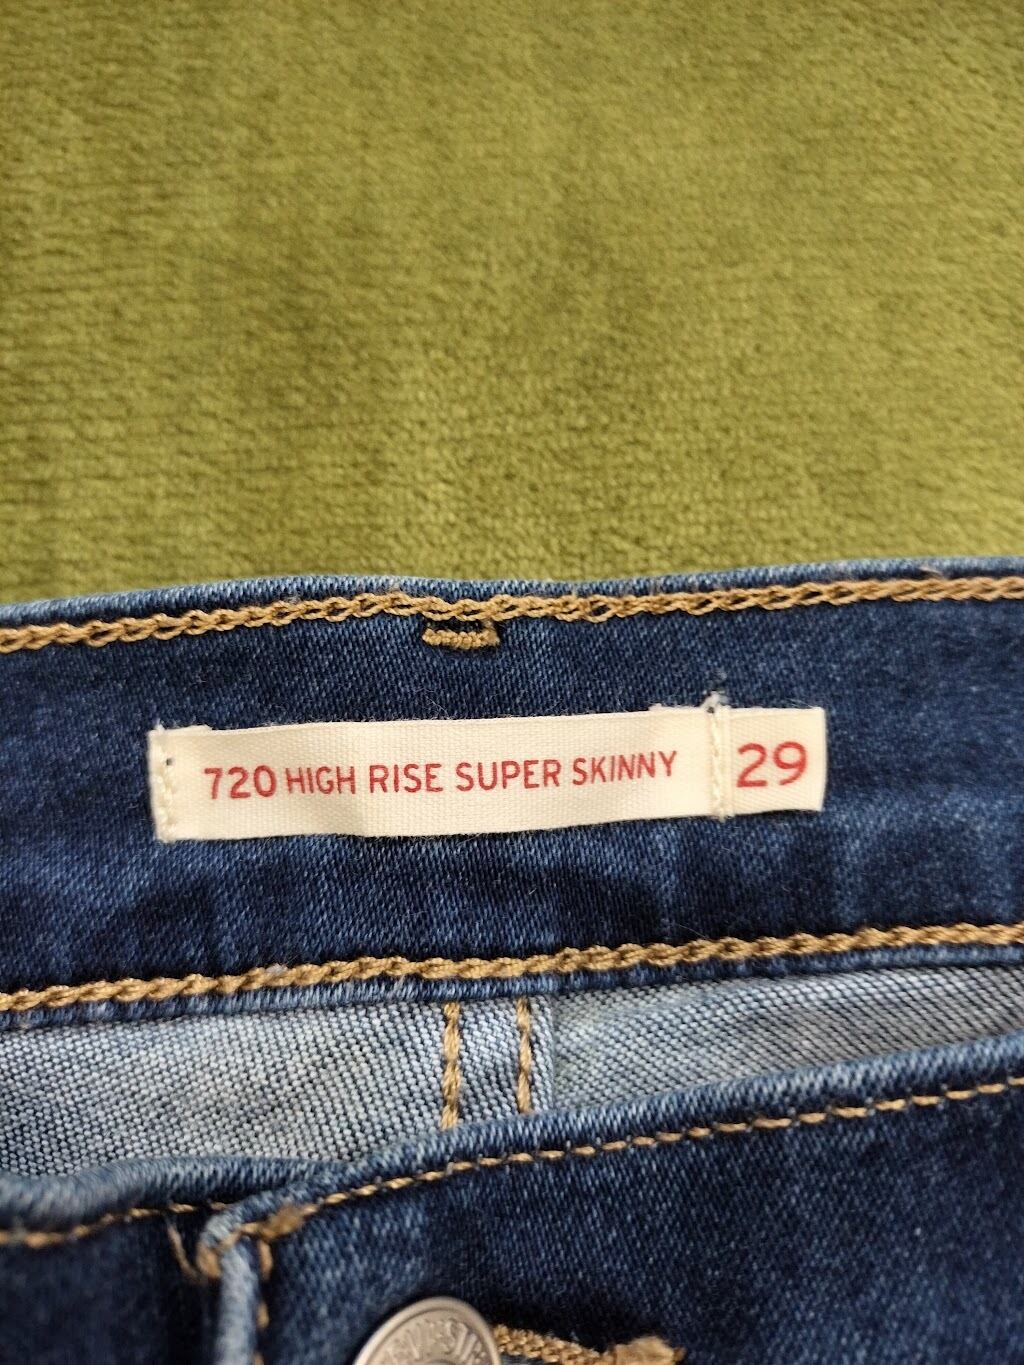 720 HIGH RISE SUPER SKINNY 29